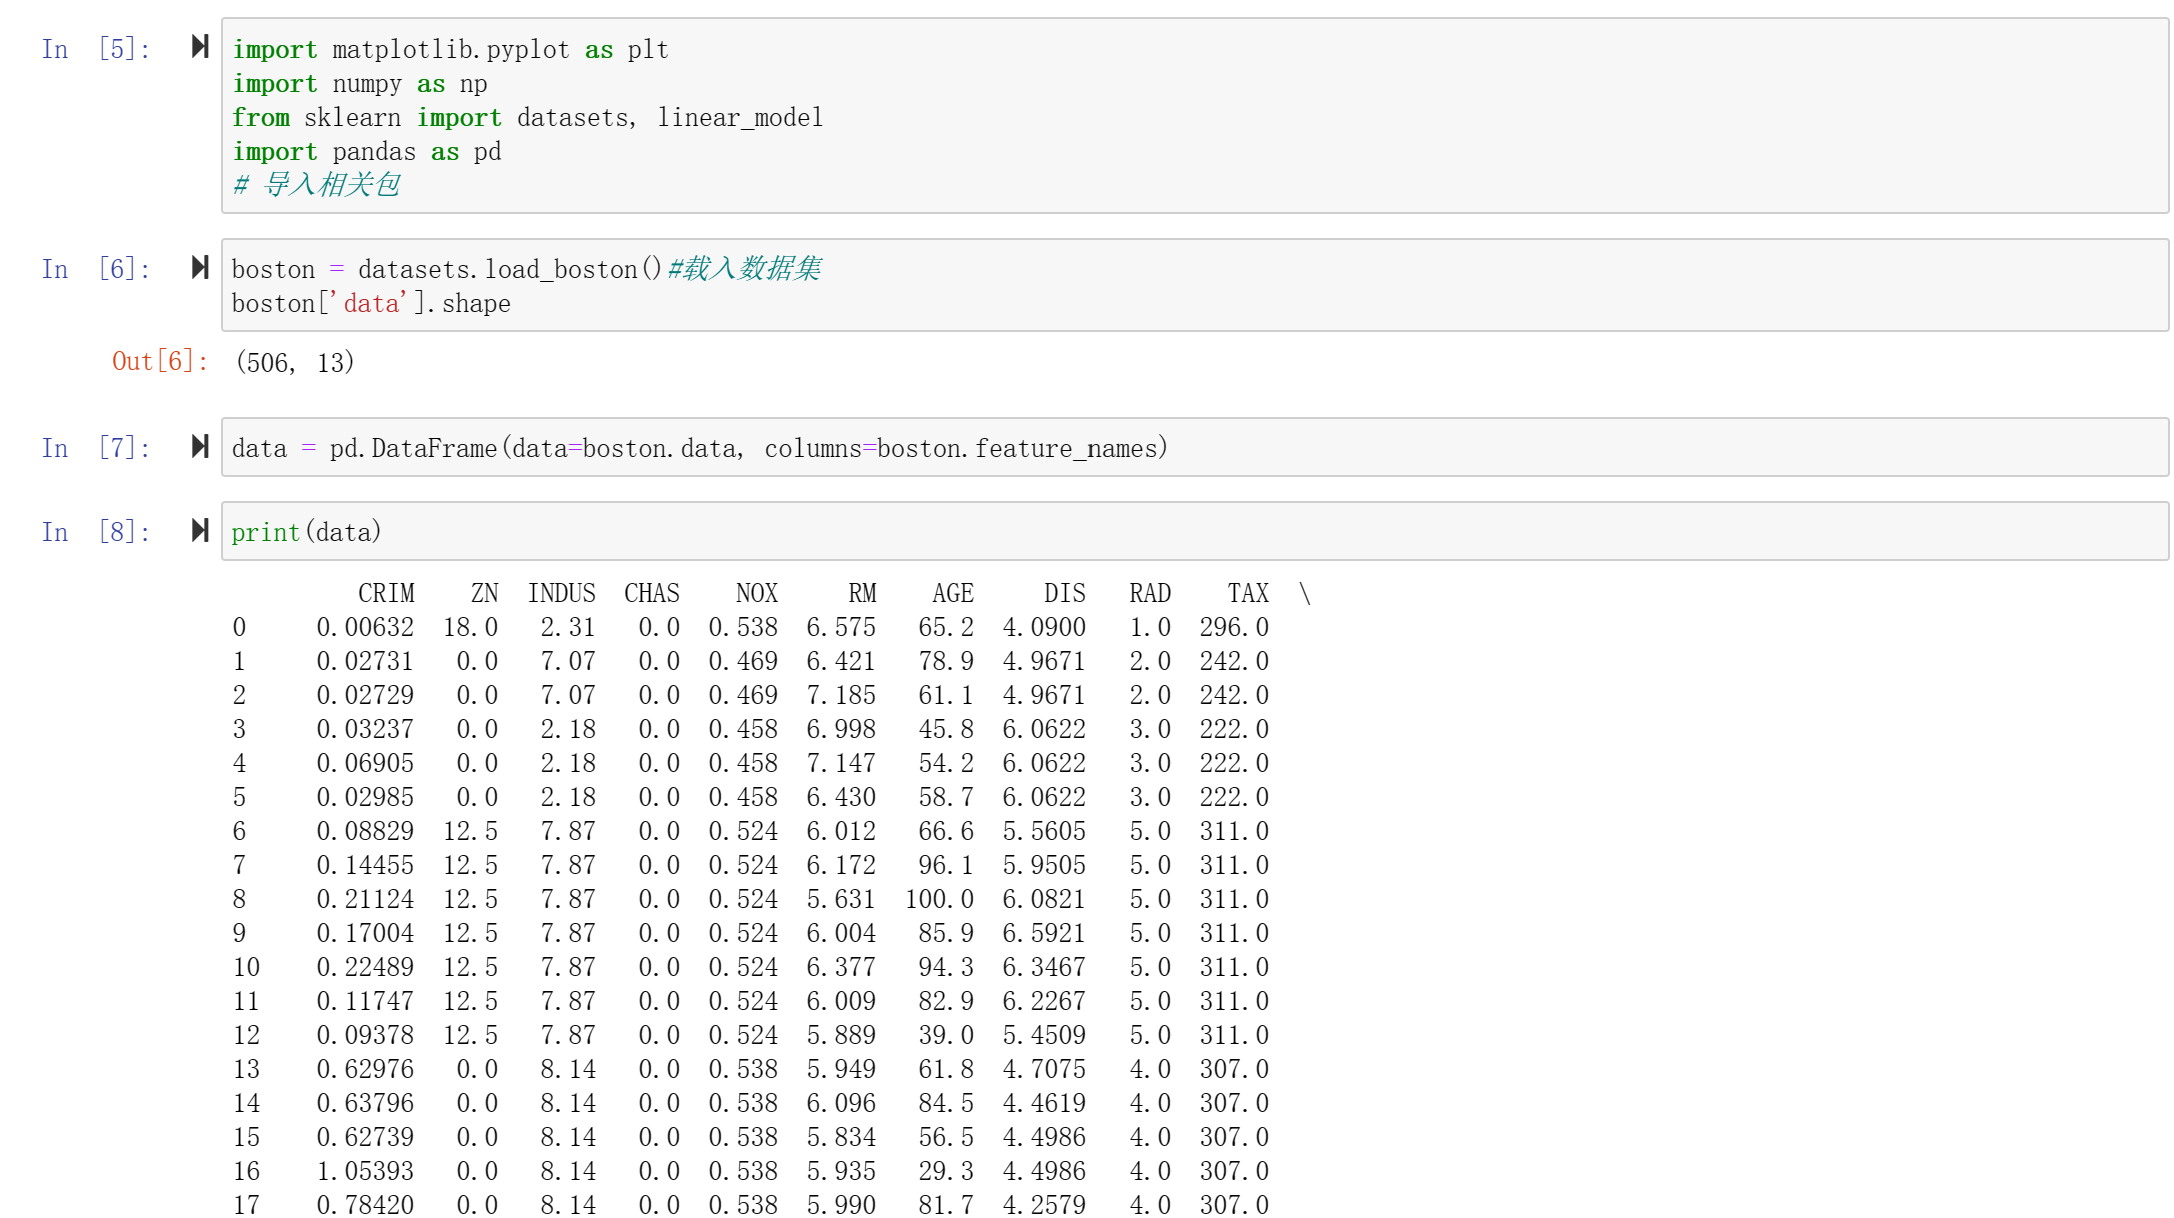 In [5]: import matplotlib.pyplot as plt
import numpy as np
from sklearn import datasets, linear_model
import pandas as pd
# 导入相关包
In [6]: boston = datasets.load_boston()#载入数据集
boston['data'].shape
Out[6]: (506, 13)
In [7]: data = pd.DataFrame(data=boston.data, columns=boston.feature_names)
In [8]: print(data)
CRIM ZN INDUS CHAS NOX RM AGE DIS RAD TAX \
0 0.00632 18.0 2.31 0.0 0.538 6.575 65.2 4.0900 1.0 296.0
1 0.02731 0.0 7.07 0.0 0.469 6.421 78.9 4.9671 2.0 242.0
2 0.02729 0.0 7.07 0.0 0.469 7.185 61.1 4.9671 2.0 242.0
3 0.03237 0.0 2.18 0.0 0.458 6.998 45.8 6.0622 3.0 222.0
4 0.06905 0.0 2.18 0.0 0.458 7.147 54.2 6.0622 3.0 222.0
5 0.02985 0.0 2.18 0.0 0.458 6.430 58.7 6.0622 3.0 222.0
6 0.08829 12.5 7.87 0.0 0.524 6.012 66.6 5.5605 5.0 311.0
7 0.14455 12.5 7.87 0.0 0.524 6.172 96.1 5.9505 5.0 311.0
8 0.21124 12.5 7.87 0.0 0.524 5.631 100.0 6.0821 5.0 311.0
9 0.17004 12.5 7.87 0.0 0.524 6.004 85.9 6.5921 5.0 311.0
10 0.22489 12.5 7.87 0.0 0.524 6.377 94.3 6.3467 5.0 311.0
11 0.11747 12.5 7.87 0.0 0.524 6.009 82.9 6.2267 5.0 311.0
12 0.09378 12.5 7.87 0.0 0.524 5.889 39.0 5.4509 5.0 311.0
13 0.62976 0.0 8.14 0.0 0.538 5.949 61.8 4.7075 4.0 307.0
14 0.63796 0.0 8.14 0.0 0.538 6.096 84.5 4.4619 4.0 307.0
15 0.62739 0.0 8.14 0.0 0.538 5.834 56.5 4.4986 4.0 307.0
16 1.05393 0.0 8.14 0.0 0.538 5.935 29.3 4.4986 4.0 307.0
17 0.78420 0.0 8.14 0.0 0.538 5.990 81.7 4.2579 4.0 307.0